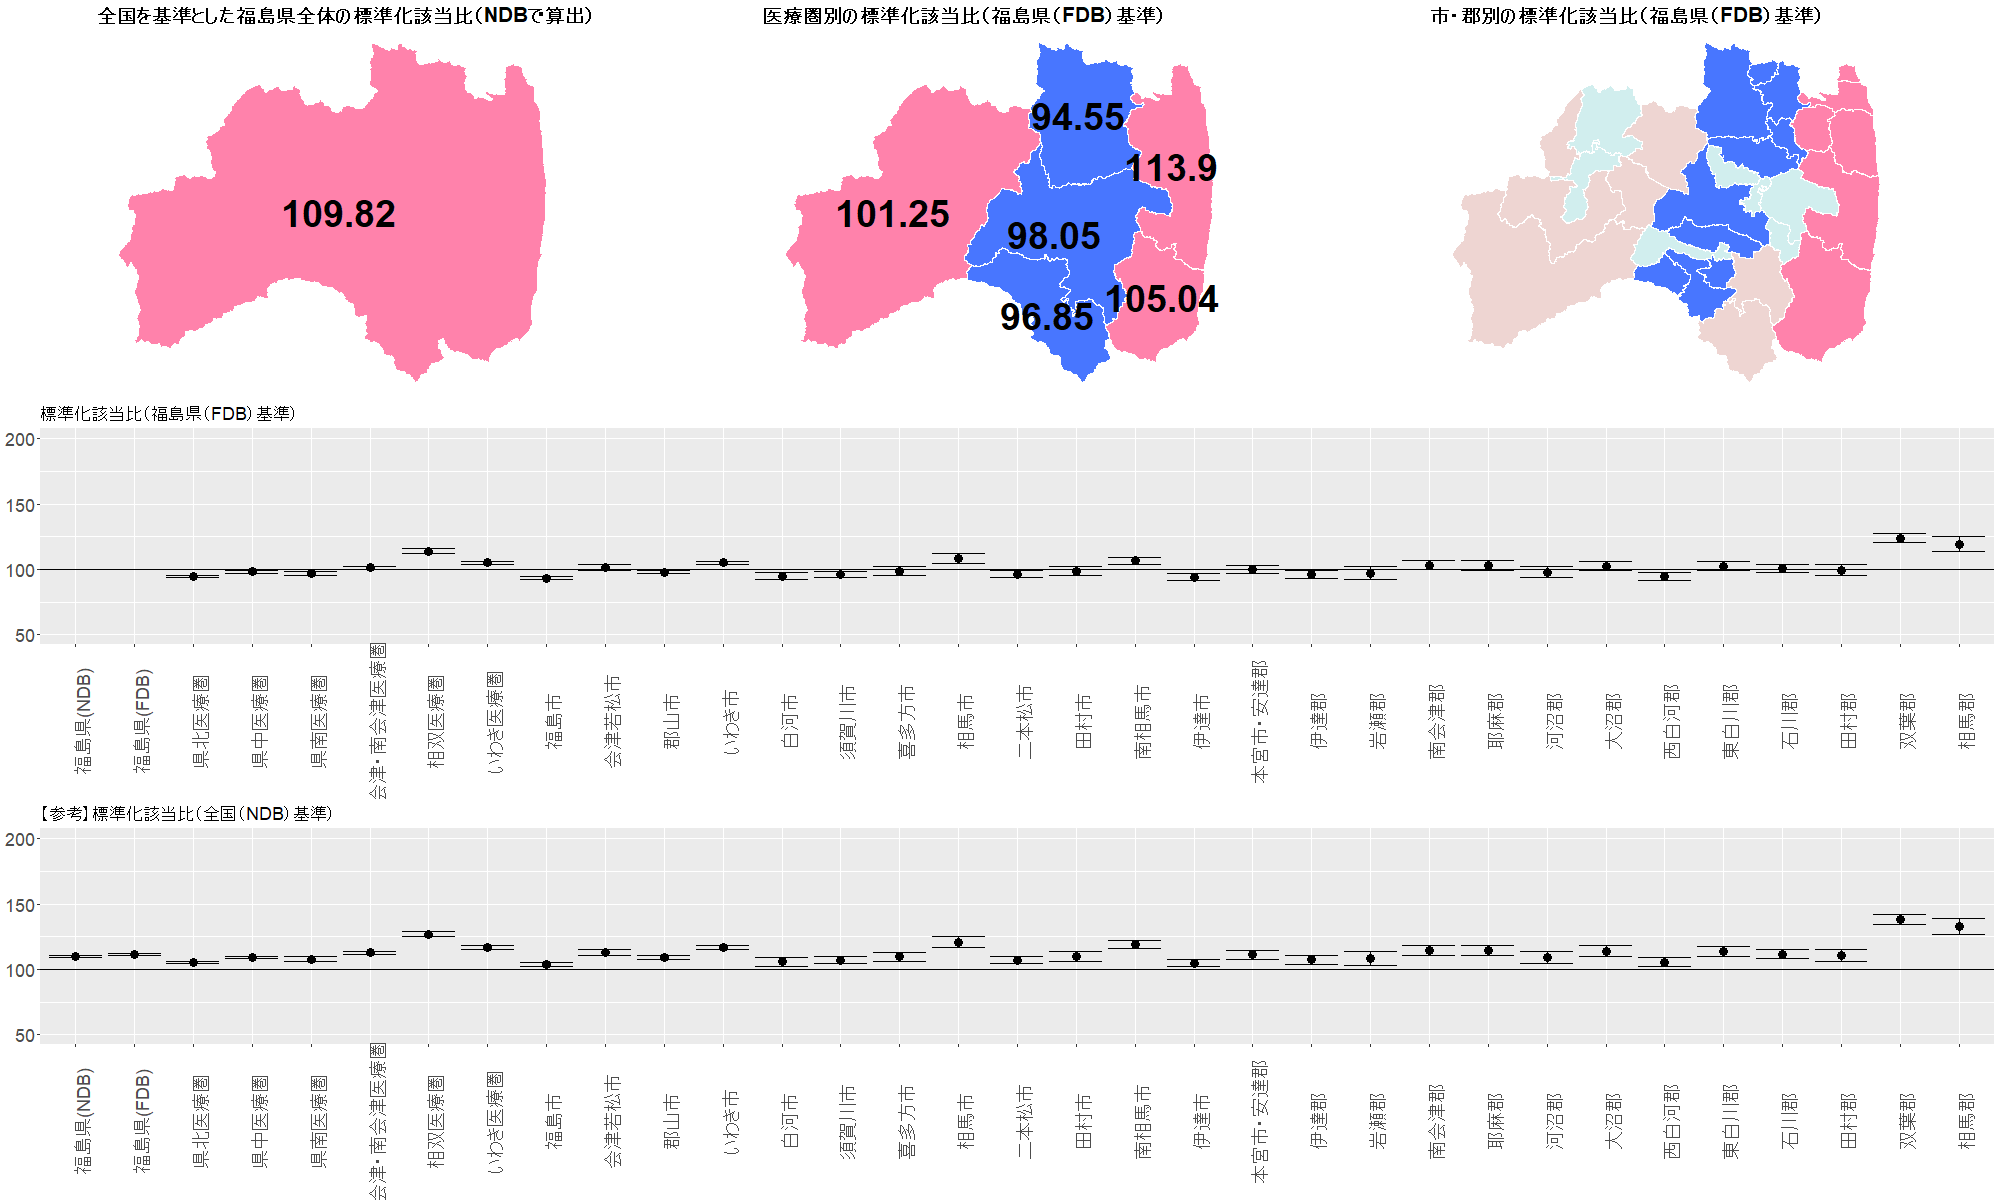 全国を基準とした福島県全体の標準化該当比（NDBで算出）
医療圏別の標準化該当比（福島県（FDB）基準）
市・郡別の標準化該当比（福島県（FDB）基準）
109.82
94.55
113.9
101.25
98.05
105.04
96.85
標準化該当比（福島県（FDB）基準）
200
150
100
50
福島県(NDB)
福島県(FDB)
県北医療圏
県中医療圏
県南医療圏
会津・南会津医療圏
相双医療圏
いわき医療圏
福島市
会津若松市
郡山市
いわき市
白河市
須賀川市
喜多方市
相馬市
二本松市
田村市
南相馬市
伊達市
本宮市・安達郡
伊達郡
岩瀬郡
南会津郡
耶麻郡
河沼郡
大沼郡
西白河郡
東白川郡
石川郡
田村郡
双葉郡
相馬郡
【参考】標準化該当比（全国（NDB）基準）
200
150
100
50
福島県(NDB)
福島県(FDB)
県北医療圏
県中医療圏
県南医療圏
会津・南会津医療圏
相双医療圏
いわき医療圏
福島市
会津若松市
郡山市
いわき市
白河市
須賀川市
喜多方市
相馬市
二本松市
田村市
南相馬市
伊達市
本宮市・安達郡
伊達郡
岩瀬郡
南会津郡
耶麻郡
河沼郡
大沼郡
西白河郡
東白川郡
石川郡
田村郡
双葉郡
相馬郡